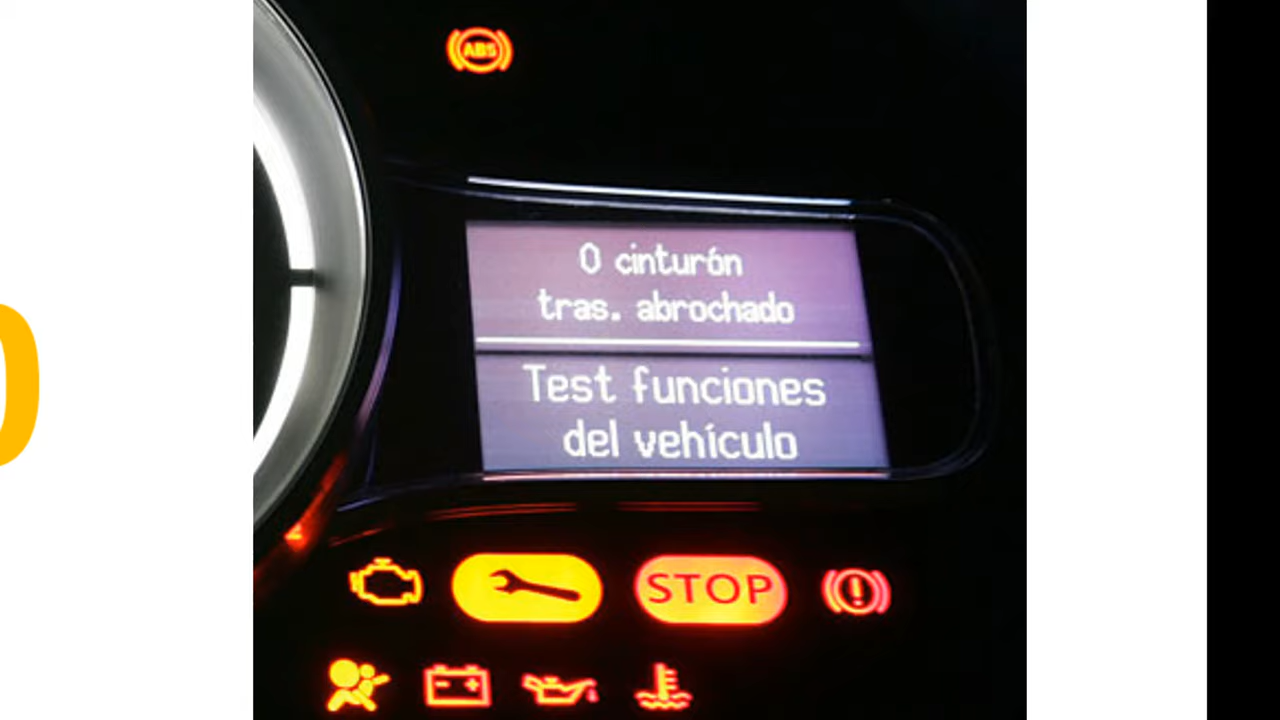 ABS
0 cinturón
tras. abrochado
Test funciones
del vehículo
STOP